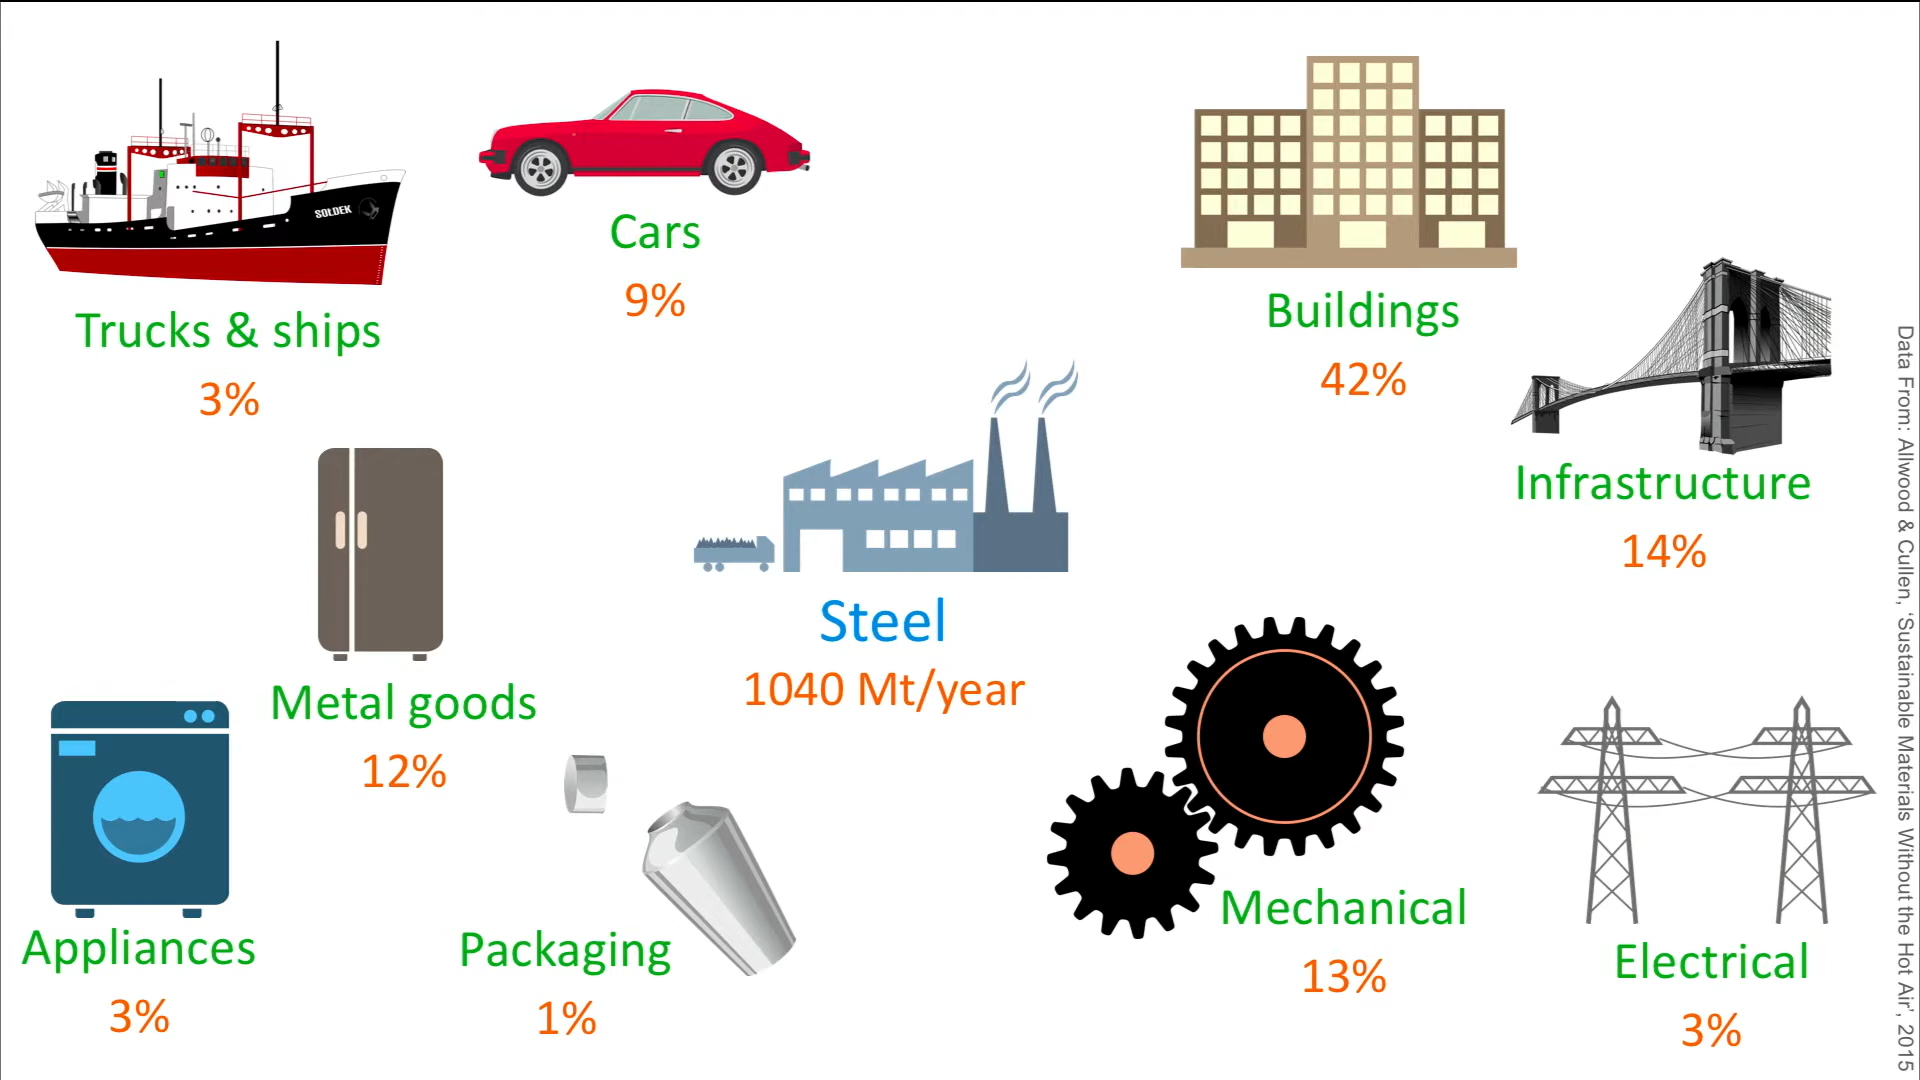 SOŁDEK
Trucks & ships
3%
Cars
9%
Buildings
42%
Infrastructure
14%
Steel
1040 Mt/year
Metal goods
12%
Appliances
3%
Packaging
1%
Mechanical
13%
Electrical
3%
Data From: Allwood & Cullen, ‘Sustainable Materials Without the Hot Air’, 2015